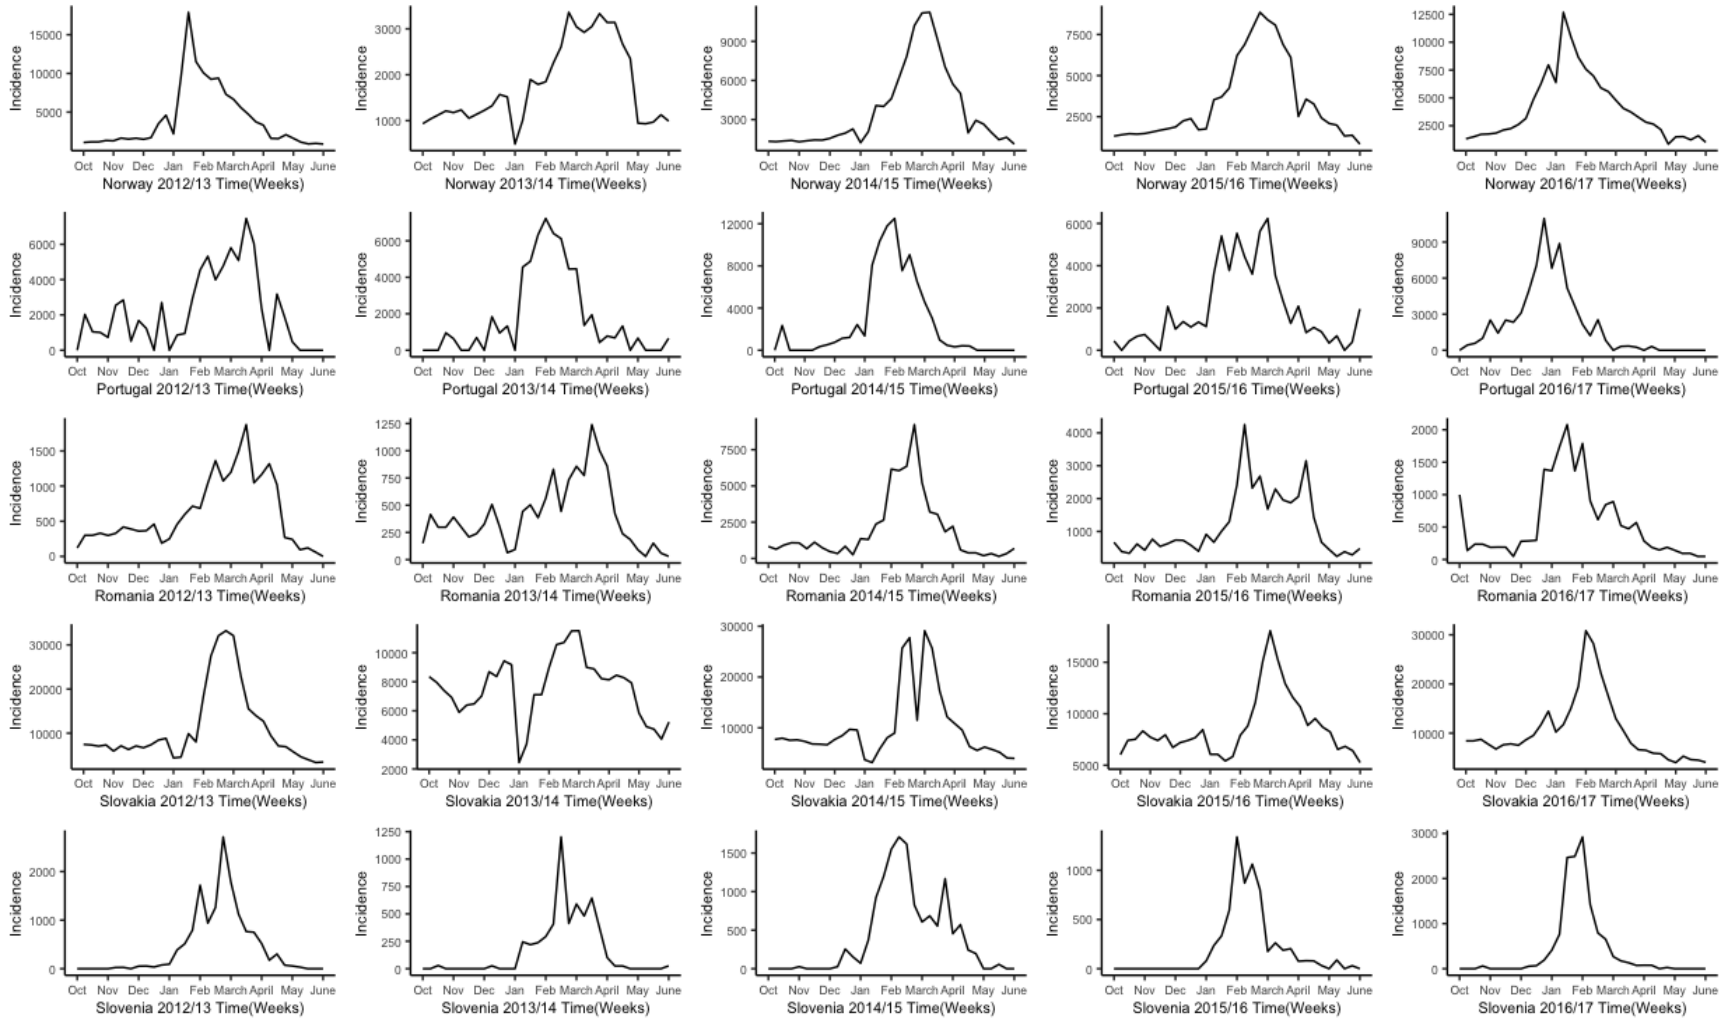 Incidence
15000
10000
5000
Oct Nov Dec Jan Feb March April May June
Norway 2012/13 Time(Weeks)
Incidence
3000
2000
1000
Oct Nov Dec Jan Feb March April May June
Norway 2013/14 Time(Weeks)
Incidence
9000
6000
3000
Oct Nov Dec Jan Feb March April May June
Norway 2014/15 Time(Weeks)
Incidence
7500
5000
2500
Oct Nov Dec Jan Feb March April May June
Norway 2015/16 Time(Weeks)
Incidence
12500
10000
7500
5000
2500
Oct Nov Dec Jan Feb March April May June
Norway 2016/17 Time(Weeks)
Incidence
6000
4000
2000
0
Oct Nov Dec Jan Feb March April May June
Portugal 2012/13 Time(Weeks)
Incidence
6000
4000
2000
0
Oct Nov Dec Jan Feb March April May June
Portugal 2013/14 Time(Weeks)
Incidence
12000
8000
4000
0
Oct Nov Dec Jan Feb March April May June
Portugal 2014/15 Time(Weeks)
Incidence
6000
4000
2000
0
Oct Nov Dec Jan Feb March April May June
Portugal 2015/16 Time(Weeks)
Incidence
9000
6000
3000
0
Oct Nov Dec Jan Feb March April May June
Portugal 2016/17 Time(Weeks)
Incidence
1500
1000
500
0
Oct Nov Dec Jan Feb March April May June
Romania 2012/13 Time(Weeks)
Incidence
1250
1000
750
500
250
0
Oct Nov Dec Jan Feb March April May June
Romania 2013/14 Time(Weeks)
Incidence
7500
5000
2500
0
Oct Nov Dec Jan Feb March April May June
Romania 2014/15 Time(Weeks)
Incidence
4000
3000
2000
1000
Oct Nov Dec Jan Feb March April May June
Romania 2015/16 Time(Weeks)
Incidence
2000
1500
1000
500
0
Oct Nov Dec Jan Feb March April May June
Romania 2016/17 Time(Weeks)
Incidence
30000
20000
10000
Oct Nov Dec Jan Feb March April May June
Slovakia 2012/13 Time(Weeks)
Incidence
10000
8000
6000
4000
2000
Oct Nov Dec Jan Feb March April May June
Slovakia 2013/14 Time(Weeks)
Incidence
30000
20000
10000
Oct Nov Dec Jan Feb March April May June
Slovakia 2014/15 Time(Weeks)
Incidence
15000
10000
5000
Oct Nov Dec Jan Feb March April May June
Slovakia 2015/16 Time(Weeks)
Incidence
30000
20000
10000
Oct Nov Dec Jan Feb March April May June
Slovakia 2016/17 Time(Weeks)
Incidence
2000
1000
0
Oct Nov Dec Jan Feb March April May June
Slovenia 2012/13 Time(Weeks)
Incidence
1250
1000
750
500
250
0
Oct Nov Dec Jan Feb March April May June
Slovenia 2013/14 Time(Weeks)
Incidence
1500
1000
500
0
Oct Nov Dec Jan Feb March April May June
Slovenia 2014/15 Time(Weeks)
Incidence
1000
500
0
Oct Nov Dec Jan Feb March April May June
Slovenia 2015/16 Time(Weeks)
Incidence
3000
2000
1000
0
Oct Nov Dec Jan Feb March April May June
Slovenia 2016/17 Time(Weeks)